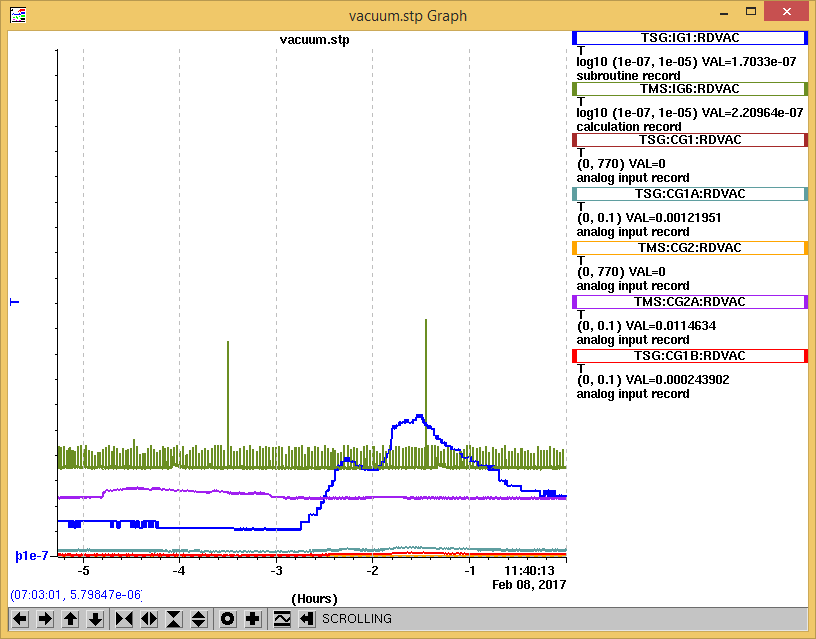 vacuum.stp Graph
vacuum.stp
TSG:IG1:RDVAC
T
log10 (1e-07, 1e-05) VAL=1.7033e-07
subroutine record
TMS:IG6:RDVAC
T
log10 (1e-07, 1e-05) VAL=2.20964e-07
calculation record
TSG:CG1:RDVAC
T
(0, 770) VAL=0
analog input record
TSG:CG1A:RDVAC
T
(0, 0.1) VAL=0.00121951
analog input record
TMS:CG2:RDVAC
T
(0, 770) VAL=0
analog input record
TMS:CG2A:RDVAC
T
(0, 0.1) VAL=0.0114634
analog input record
TSG:CG1B:RDVAC
T
(0, 0.1) VAL=0.000243902
analog input record
T
1e-7
-5 -4 -3 -2 -1 11:40:13
Feb 08, 2017
(07:03:01, 5.79847e-06)
(Hours)
SCROLLING